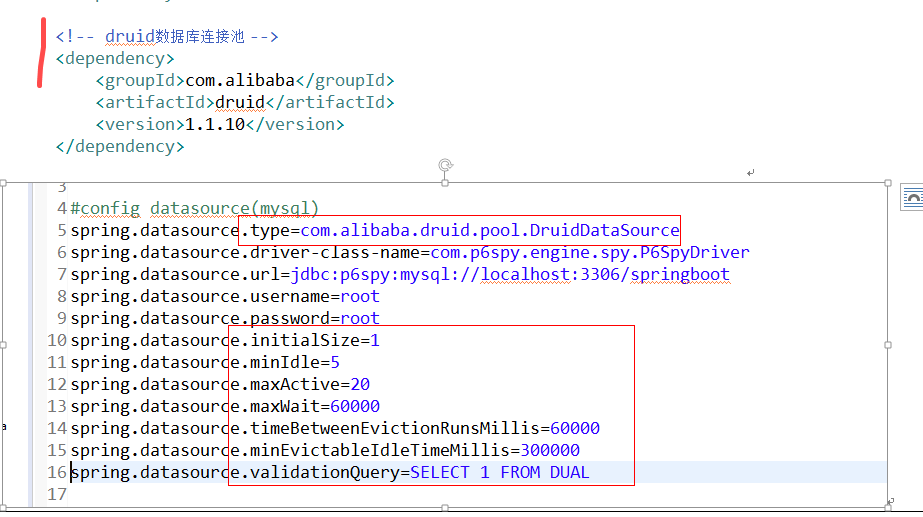 <!-- druid数据库连接池 -->
<dependency>
<groupId>com.alibaba</groupId>
<artifactId>druid</artifactId>
<version>1.1.10</version>
</dependency>
3
4 #config datasource(mysql)
5 spring.datasource.type=com.alibaba.druid.pool.DruidDataSource
6 spring.datasource.driver-class-name=com.p6spy.engine.spy.P6SpyDriver
7 spring.datasource.url=jdbc:p6spy:mysql://localhost:3306/springboot
8 spring.datasource.username=root
9 spring.datasource.password=root
10 spring.datasource.initialSize=1
11 spring.datasource.minIdle=5
12 spring.datasource.maxActive=20
13 spring.datasource.maxWait=60000
14 spring.datasource.timeBetweenEvictionRunsMillis=60000
15 spring.datasource.minEvictableIdleTimeMillis=300000
16 spring.datasource.validationQuery=SELECT 1 FROM DUAL
17